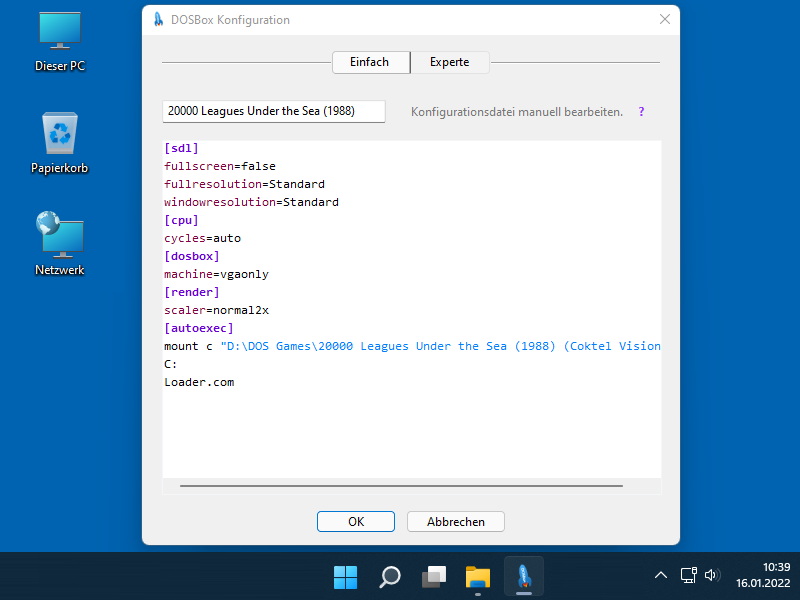 Dieser PC
Papierkorb
Netzwerk
DOSBox Konfiguration
Einfach
Experte
20000 Leagues Under the Sea (1988)
Konfigurationsdatei manuell bearbeiten. ?
[sdl]
fullscreen=false
fullresolution=Standard
windowresolution=Standard
[cpu]
cycles=auto
[dosbox]
machine=vgaonly
[render]
scaler=normal2x
[autoexec]
mount c "D:\DOS Games\20000 Leagues Under the Sea (1988) (Coktel Vision
C:
Loader.com
OK
Abbrechen
10:39
16.01.2022